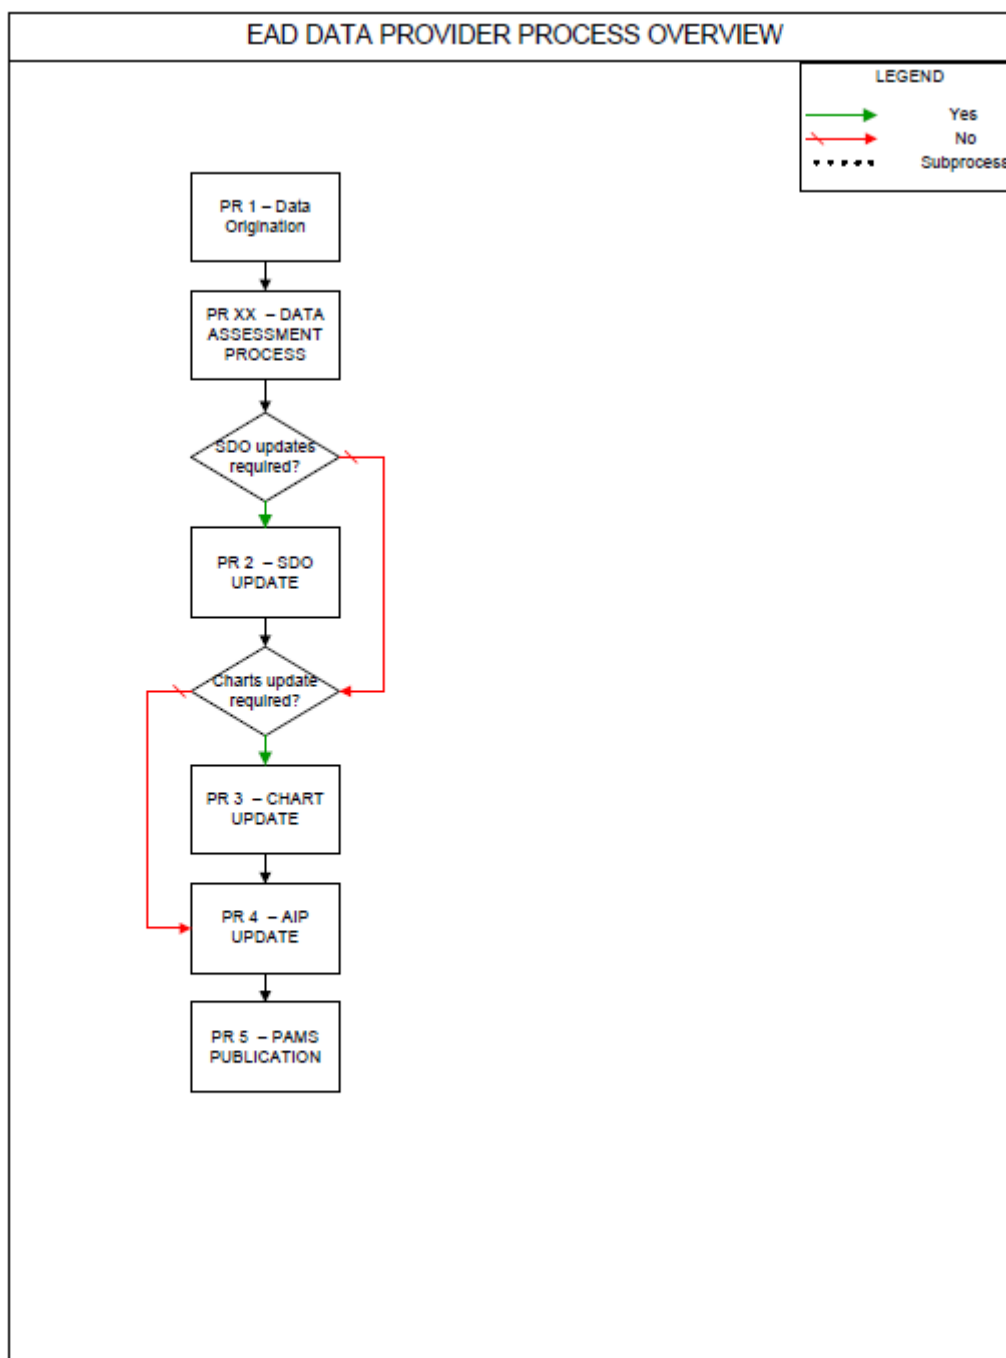 EAD DATA PROVIDER PROCESS OVERVIEW
LEGEND
Yes
No
Subprocess
PR 1 – Data
Origination
PR XX – DATA
ASSESSMENT
PROCESS
SDO updates
required?
PR 2 – SDO
UPDATE
Charts update
required?
PR 3 – CHART
UPDATE
PR 4 – AIP
UPDATE
PR 5 – PAMS
PUBLICATION